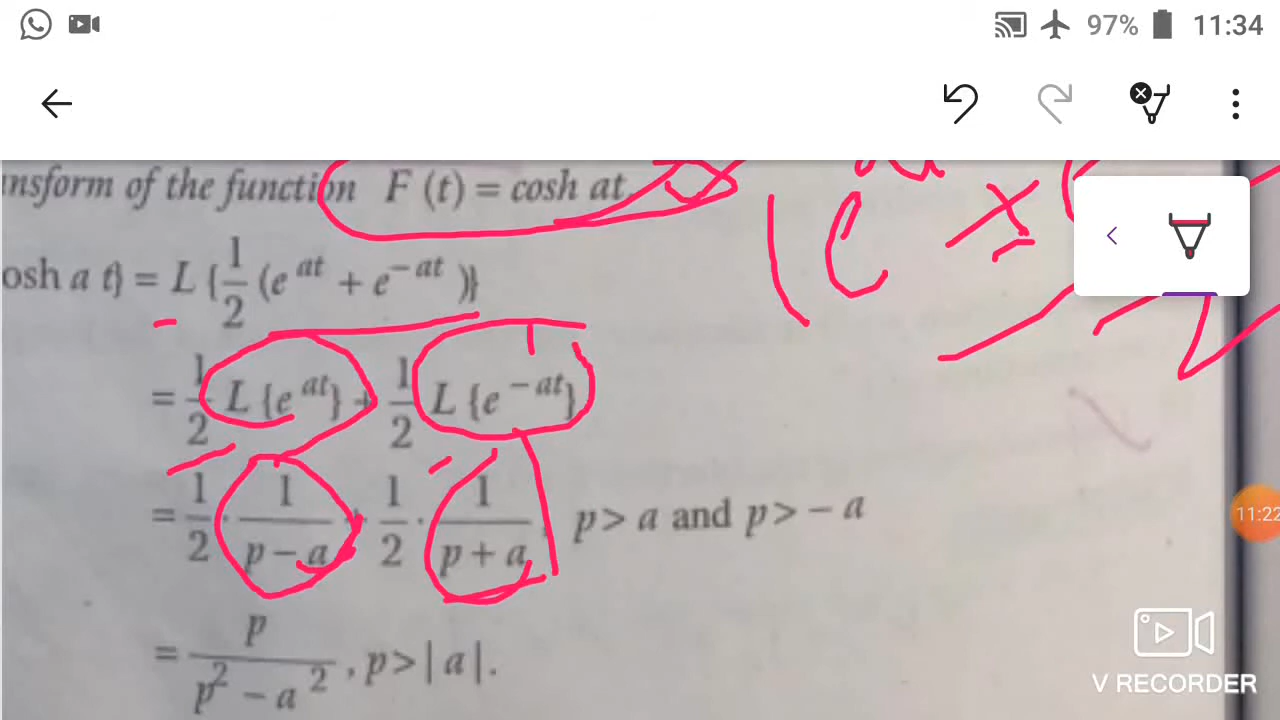 97% 11:34
nsform of the function F (t) = cosh at.
osh a t} = L {1/2 (e^at + e^-at )}
= 1/2 L {e^at} + 1/2 L {e^-at}
= 1/2 · 1/(p - a) + 1/2 · 1/(p + a), p > a and p > - a
11:22
= p/(p^2 - a^2), p > | a |.
V RECORDER